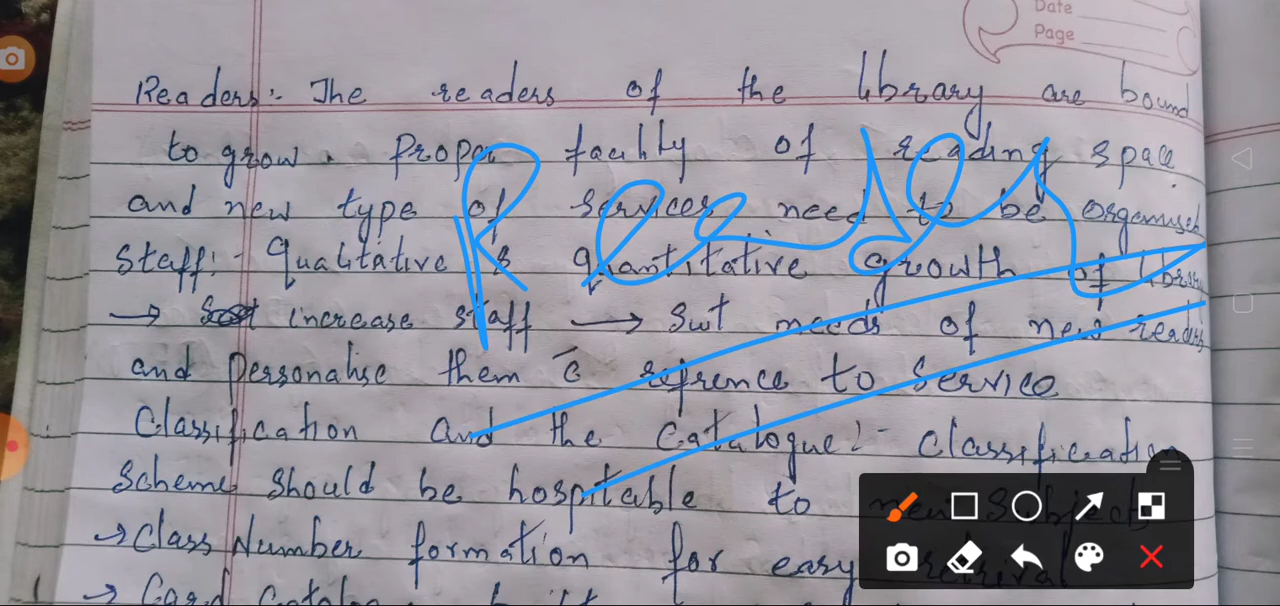 Date
Page
Readers:- The readers of the library are bound
to grow. Proper facility of reading space
and new type of services need to be organised
Staff:- Qualitative & quantitative growth of library
→ increase staff → Suit needs of new readers
and personalise them c̄ refrence to service
Classification and the Catalogue:- Classification
Scheme should be hospitable to new subjects
→ Class Number formation for easy retrival
→ Card
Readers